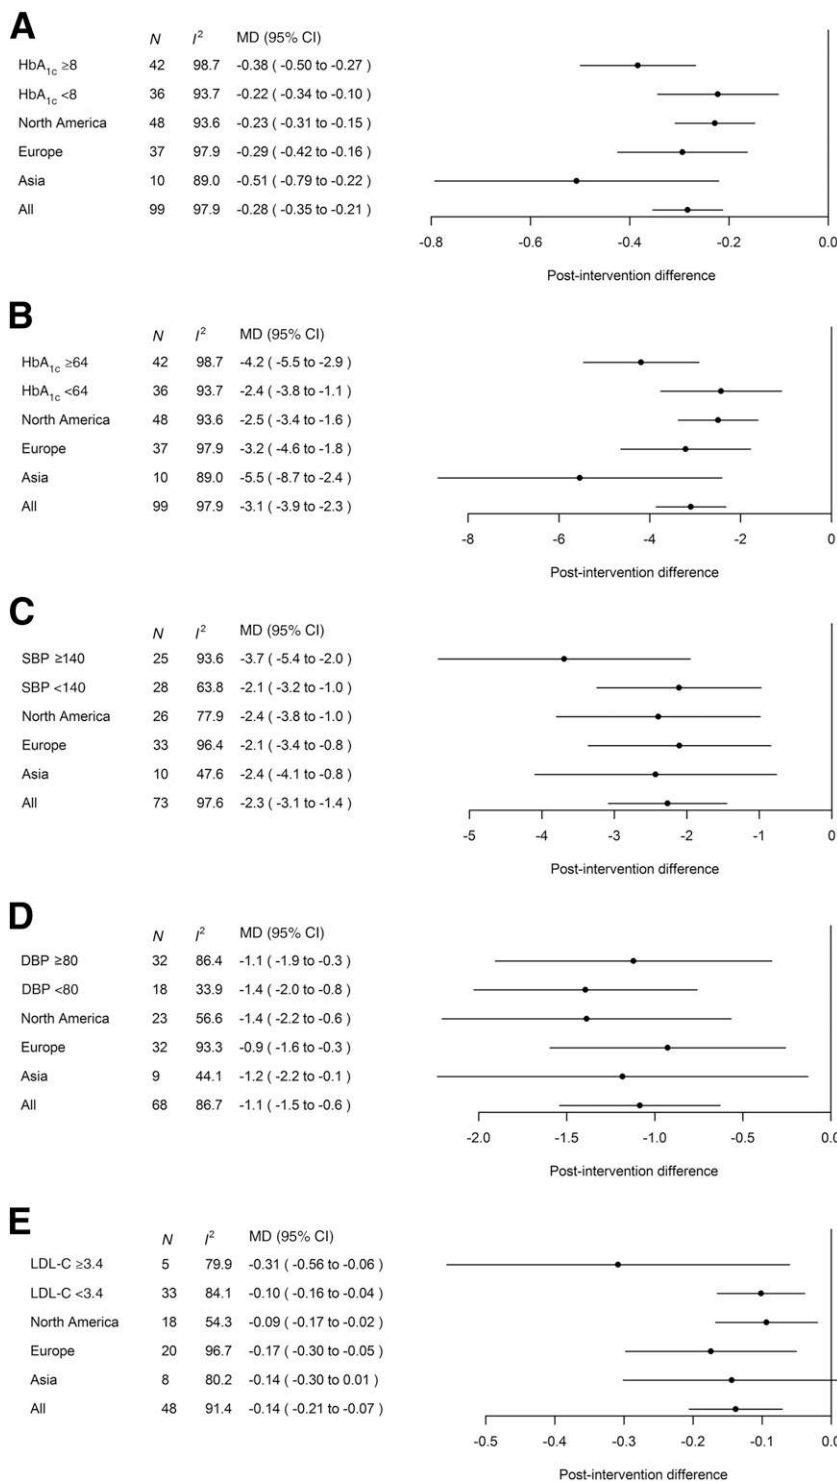 A
N I² MD (95% CI)
HbA1c ≥8 42 98.7 -0.38 ( -0.50 to -0.27 )
HbA1c <8 36 93.7 -0.22 ( -0.34 to -0.10 )
North America 48 93.6 -0.23 ( -0.31 to -0.15 )
Europe 37 97.9 -0.29 ( -0.42 to -0.16 )
Asia 10 89.0 -0.51 ( -0.79 to -0.22 )
All 99 97.9 -0.28 ( -0.35 to -0.21 )
-0.8 -0.6 -0.4 -0.2 0.0
Post-intervention difference
B
N I² MD (95% CI)
HbA1c ≥64 42 98.7 -4.2 ( -5.5 to -2.9 )
HbA1c <64 36 93.7 -2.4 ( -3.8 to -1.1 )
North America 48 93.6 -2.5 ( -3.4 to -1.6 )
Europe 37 97.9 -3.2 ( -4.6 to -1.8 )
Asia 10 89.0 -5.5 ( -8.7 to -2.4 )
All 99 97.9 -3.1 ( -3.9 to -2.3 )
-8 -6 -4 -2 0
Post-intervention difference
C
N I² MD (95% CI)
SBP ≥140 25 93.6 -3.7 ( -5.4 to -2.0 )
SBP <140 28 63.8 -2.1 ( -3.2 to -1.0 )
North America 26 77.9 -2.4 ( -3.8 to -1.0 )
Europe 33 96.4 -2.1 ( -3.4 to -0.8 )
Asia 10 47.6 -2.4 ( -4.1 to -0.8 )
All 73 97.6 -2.3 ( -3.1 to -1.4 )
-5 -4 -3 -2 -1 0
Post-intervention difference
D
N I² MD (95% CI)
DBP ≥80 32 86.4 -1.1 ( -1.9 to -0.3 )
DBP <80 18 33.9 -1.4 ( -2.0 to -0.8 )
North America 23 56.6 -1.4 ( -2.2 to -0.6 )
Europe 32 93.3 -0.9 ( -1.6 to -0.3 )
Asia 9 44.1 -1.2 ( -2.2 to -0.1 )
All 68 86.7 -1.1 ( -1.5 to -0.6 )
-2.0 -1.5 -1.0 -0.5 0.0
Post-intervention difference
E
N I² MD (95% CI)
LDL-C ≥3.4 5 79.9 -0.31 ( -0.56 to -0.06 )
LDL-C <3.4 33 84.1 -0.10 ( -0.16 to -0.04 )
North America 18 54.3 -0.09 ( -0.17 to -0.02 )
Europe 20 96.7 -0.17 ( -0.30 to -0.05 )
Asia 8 80.2 -0.14 ( -0.30 to 0.01 )
All 48 91.4 -0.14 ( -0.21 to -0.07 )
-0.5 -0.4 -0.3 -0.2 -0.1 0.0
Post-intervention difference